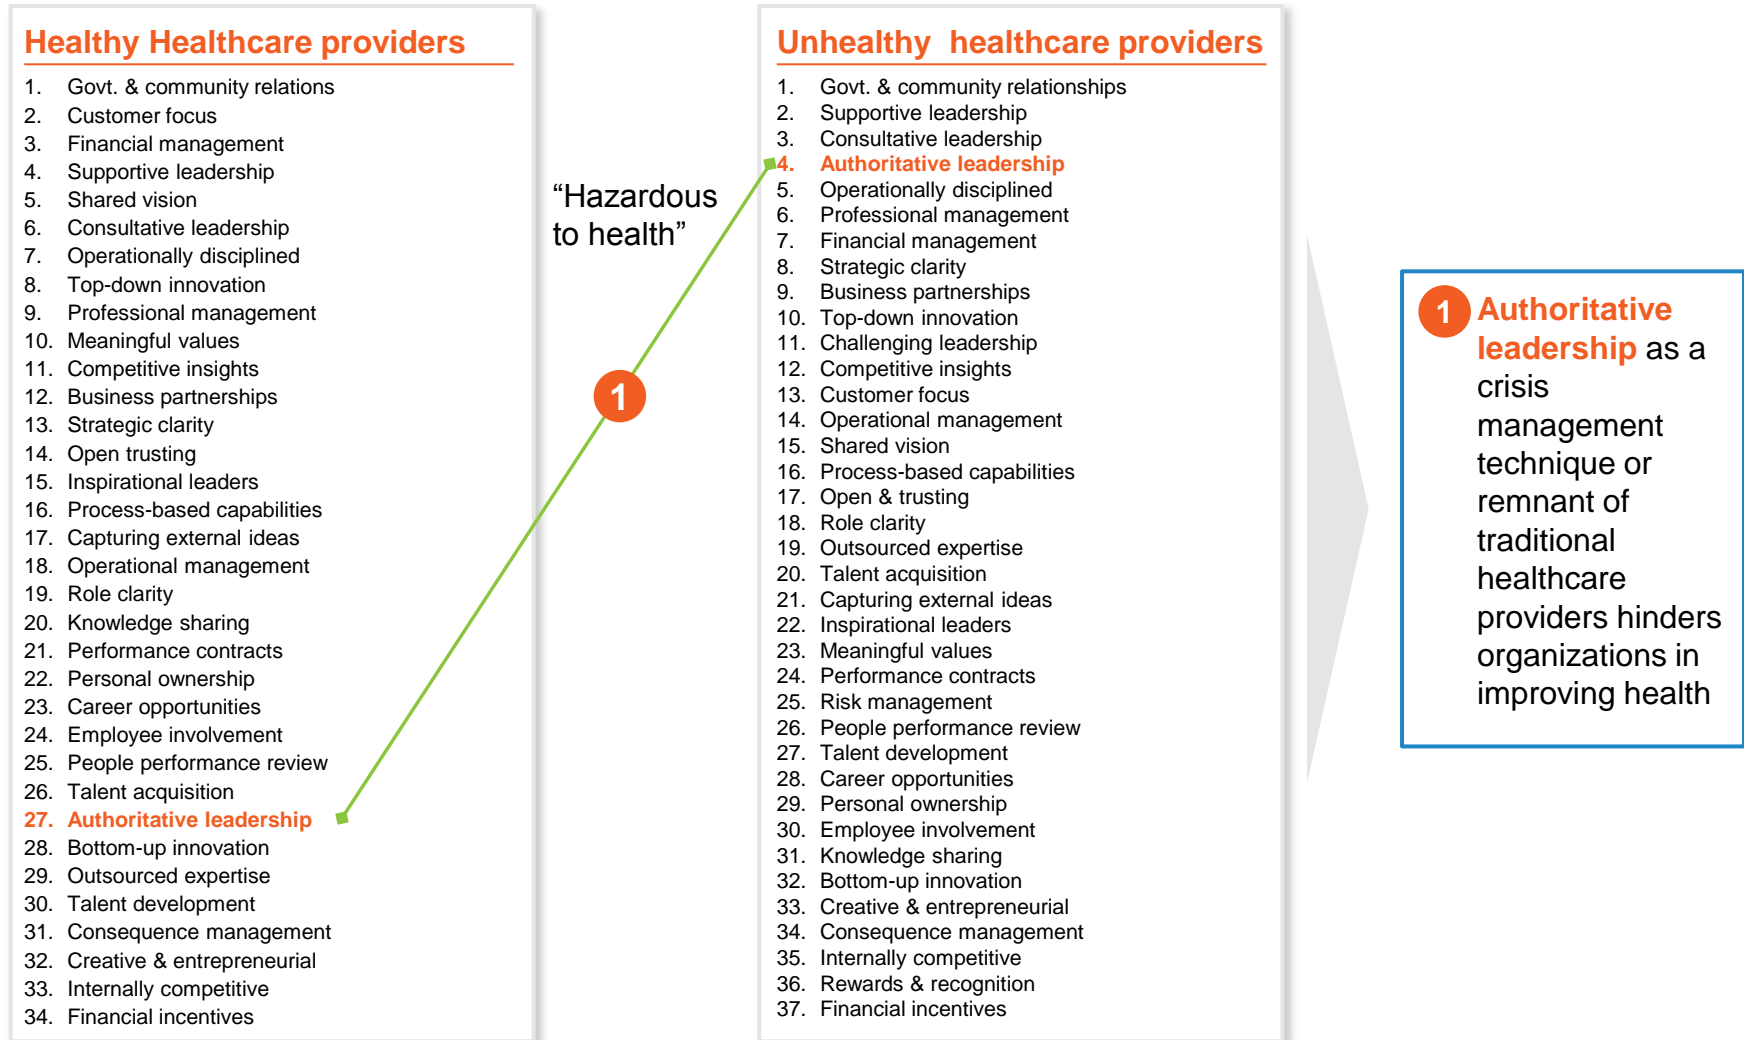 Healthy Healthcare providers
1. Govt. & community relations
2. Customer focus
3. Financial management
4. Supportive leadership
5. Shared vision
6. Consultative leadership
7. Operationally disciplined
8. Top-down innovation
9. Professional management
10. Meaningful values
11. Competitive insights
12. Business partnerships
13. Strategic clarity
14. Open trusting
15. Inspirational leaders
16. Process-based capabilities
17. Capturing external ideas
18. Operational management
19. Role clarity
20. Knowledge sharing
21. Performance contracts
22. Personal ownership
23. Career opportunities
24. Employee involvement
25. People performance review
26. Talent acquisition
27. Authoritative leadership
28. Bottom-up innovation
29. Outsourced expertise
30. Talent development
31. Consequence management
32. Creative & entrepreneurial
33. Internally competitive
34. Financial incentives
“Hazardous
to health”
1
Unhealthy healthcare providers
1. Govt. & community relationships
2. Supportive leadership
3. Consultative leadership
4. Authoritative leadership
5. Operationally disciplined
6. Professional management
7. Financial management
8. Strategic clarity
9. Business partnerships
10. Top-down innovation
11. Challenging leadership
12. Competitive insights
13. Customer focus
14. Operational management
15. Shared vision
16. Process-based capabilities
17. Open & trusting
18. Role clarity
19. Outsourced expertise
20. Talent acquisition
21. Capturing external ideas
22. Inspirational leaders
23. Meaningful values
24. Performance contracts
25. Risk management
26. People performance review
27. Talent development
28. Career opportunities
29. Personal ownership
30. Employee involvement
31. Knowledge sharing
32. Bottom-up innovation
33. Creative & entrepreneurial
34. Consequence management
35. Internally competitive
36. Rewards & recognition
37. Financial incentives
1 Authoritative
leadership as a
crisis
management
technique or
remnant of
traditional
healthcare
providers hinders
organizations in
improving health